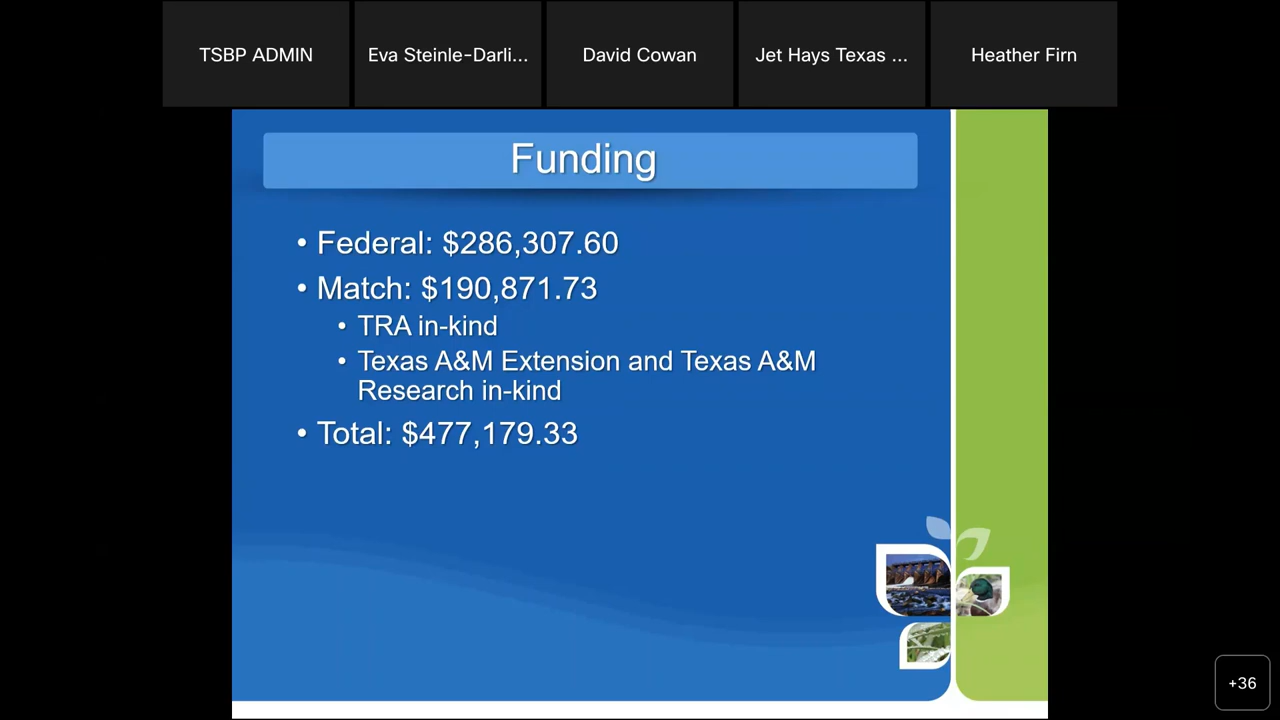 TSBP ADMIN
Eva Steinle-Darli...
David Cowan
Jet Hays Texas ...
Heather Firn
Funding
• Federal: $286,307.60
• Match: $190,871.73
• TRA in-kind
• Texas A&M Extension and Texas A&M
Research in-kind
• Total: $477,179.33
+36